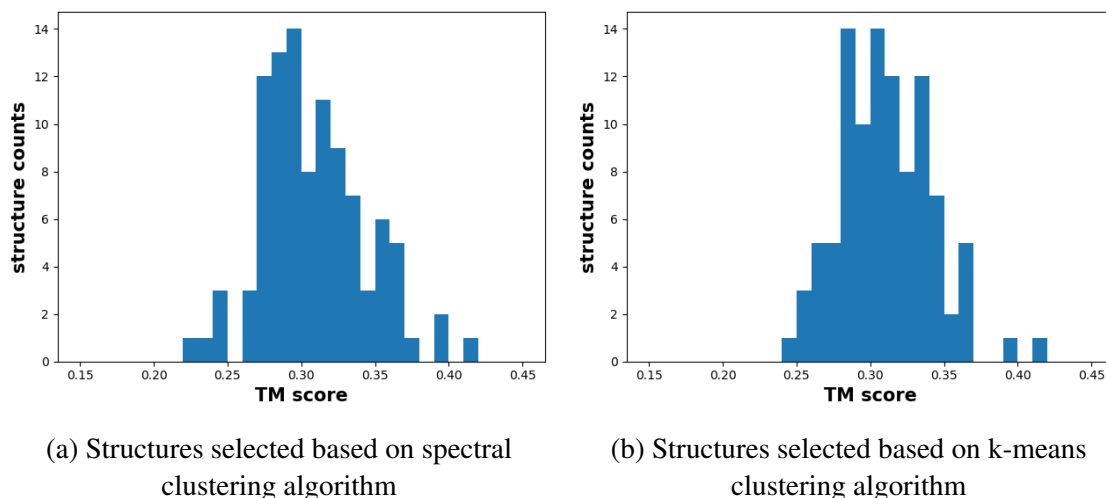 14
12
10
8
6
4
2
0
structure counts
0.15 0.20 0.25 0.30 0.35 0.40 0.45
TM score
(a) Structures selected based on spectral
clustering algorithm
14
12
10
8
6
4
2
0
structure counts
0.15 0.20 0.25 0.30 0.35 0.40 0.45
TM score
(b) Structures selected based on k-means
clustering algorithm